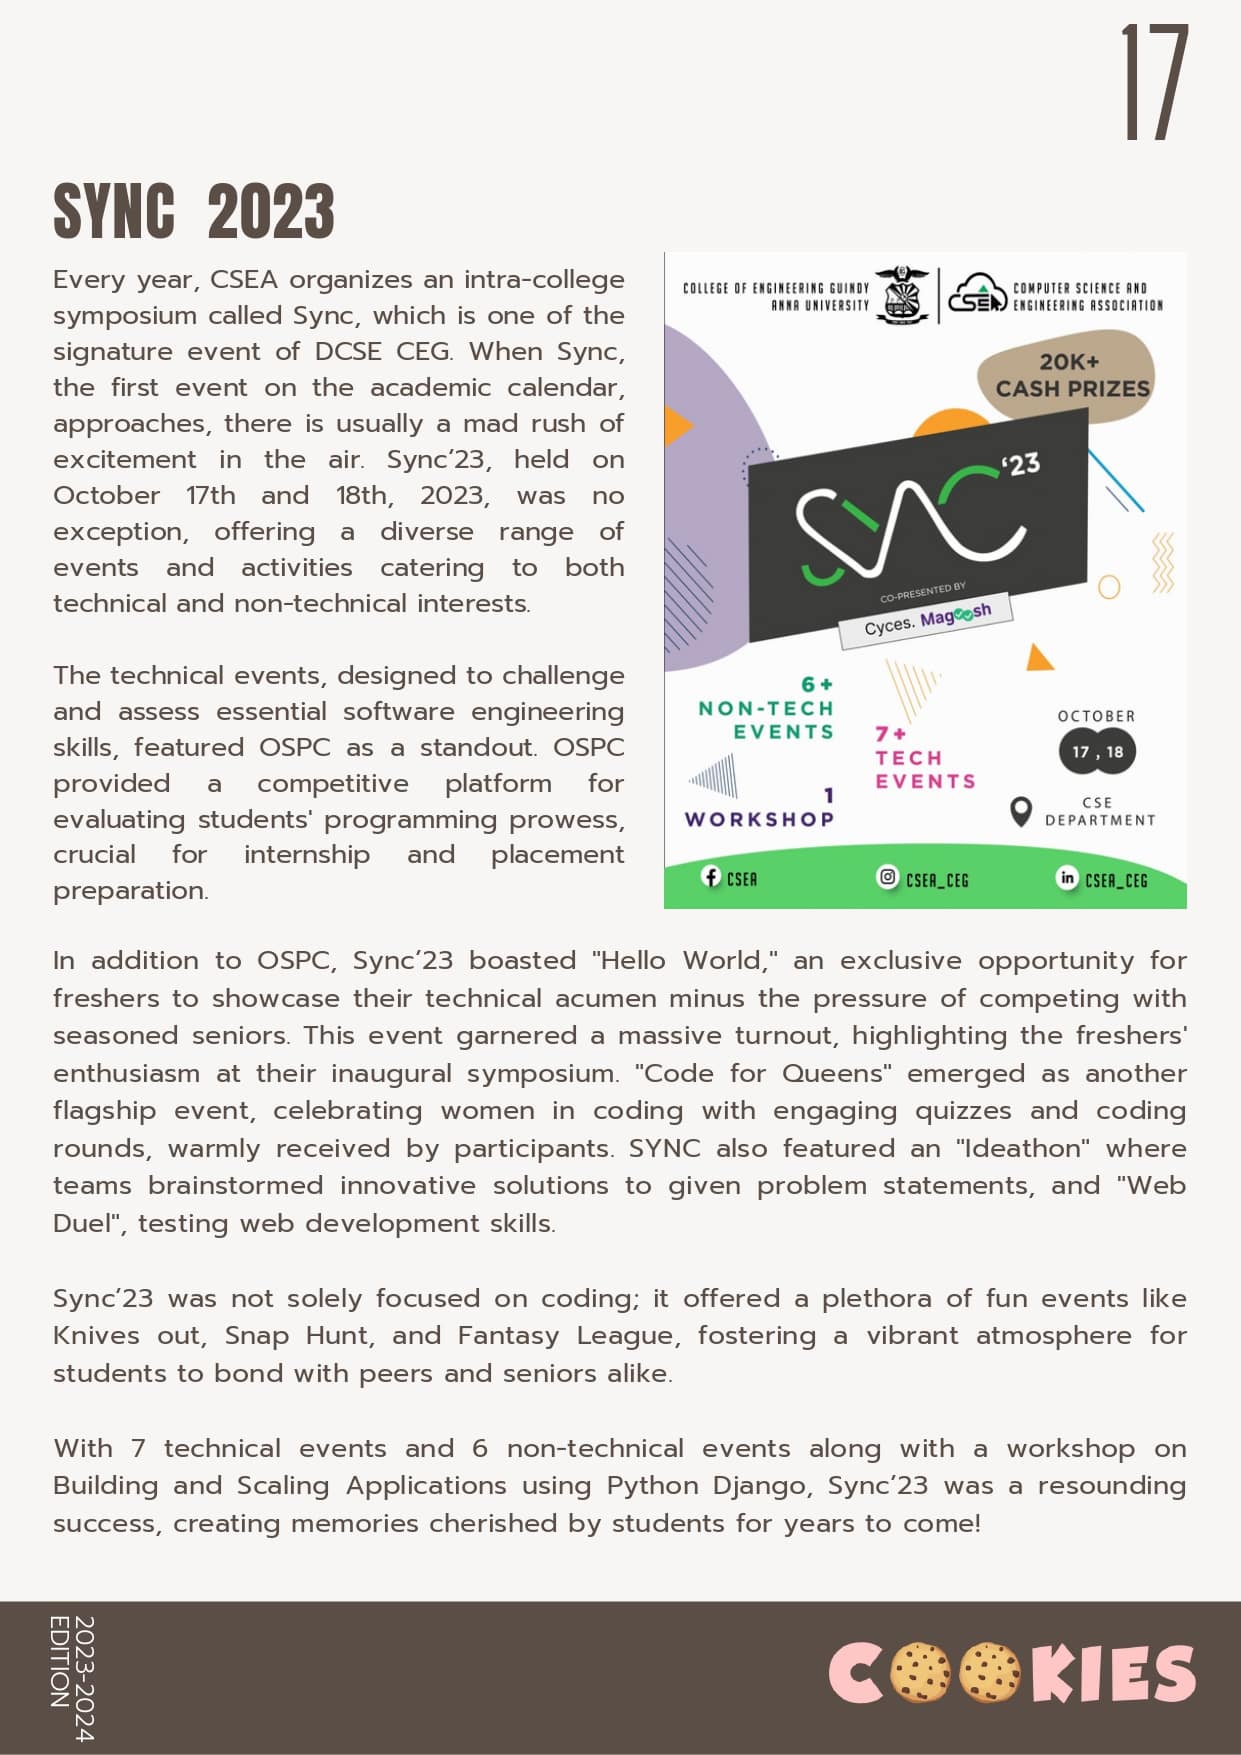 17
SYNC 2023
Every year, CSEA organizes an intra-college
symposium called Sync, which is one of the
signature event of DCSE CEG. When Sync,
the first event on the academic calendar,
approaches, there is usually a mad rush of
excitement in the air. Sync’23, held on
October 17th and 18th, 2023, was no
exception, offering a diverse range of
events and activities catering to both
technical and non-technical interests.
The technical events, designed to challenge
and assess essential software engineering
skills, featured OSPC as a standout. OSPC
provided a competitive platform for
evaluating students' programming prowess,
crucial for internship and placement
preparation.
COLLEGE OF ENGINEERING GUINDY
ANNA UNIVERSITY
CSEA
COMPUTER SCIENCE AND
ENGINEERING ASSOCIATION
20K+
CASH PRIZES
SYNC ‘23
CO-PRESENTED BY
Cyces. Magoosh
6+
NON-TECH
EVENTS
7+
TECH
EVENTS
1
WORKSHOP
OCTOBER
17 , 18
CSE
DEPARTMENT
CSEA
CSEA_CEG
in CSEA_CEG
In addition to OSPC, Sync’23 boasted "Hello World," an exclusive opportunity for
freshers to showcase their technical acumen minus the pressure of competing with
seasoned seniors. This event garnered a massive turnout, highlighting the freshers'
enthusiasm at their inaugural symposium. "Code for Queens" emerged as another
flagship event, celebrating women in coding with engaging quizzes and coding
rounds, warmly received by participants. SYNC also featured an "Ideathon" where
teams brainstormed innovative solutions to given problem statements, and "Web
Duel", testing web development skills.
Sync’23 was not solely focused on coding; it offered a plethora of fun events like
Knives out, Snap Hunt, and Fantasy League, fostering a vibrant atmosphere for
students to bond with peers and seniors alike.
With 7 technical events and 6 non-technical events along with a workshop on
Building and Scaling Applications using Python Django, Sync’23 was a resounding
success, creating memories cherished by students for years to come!
2023-2024
EDITION
COOKIES